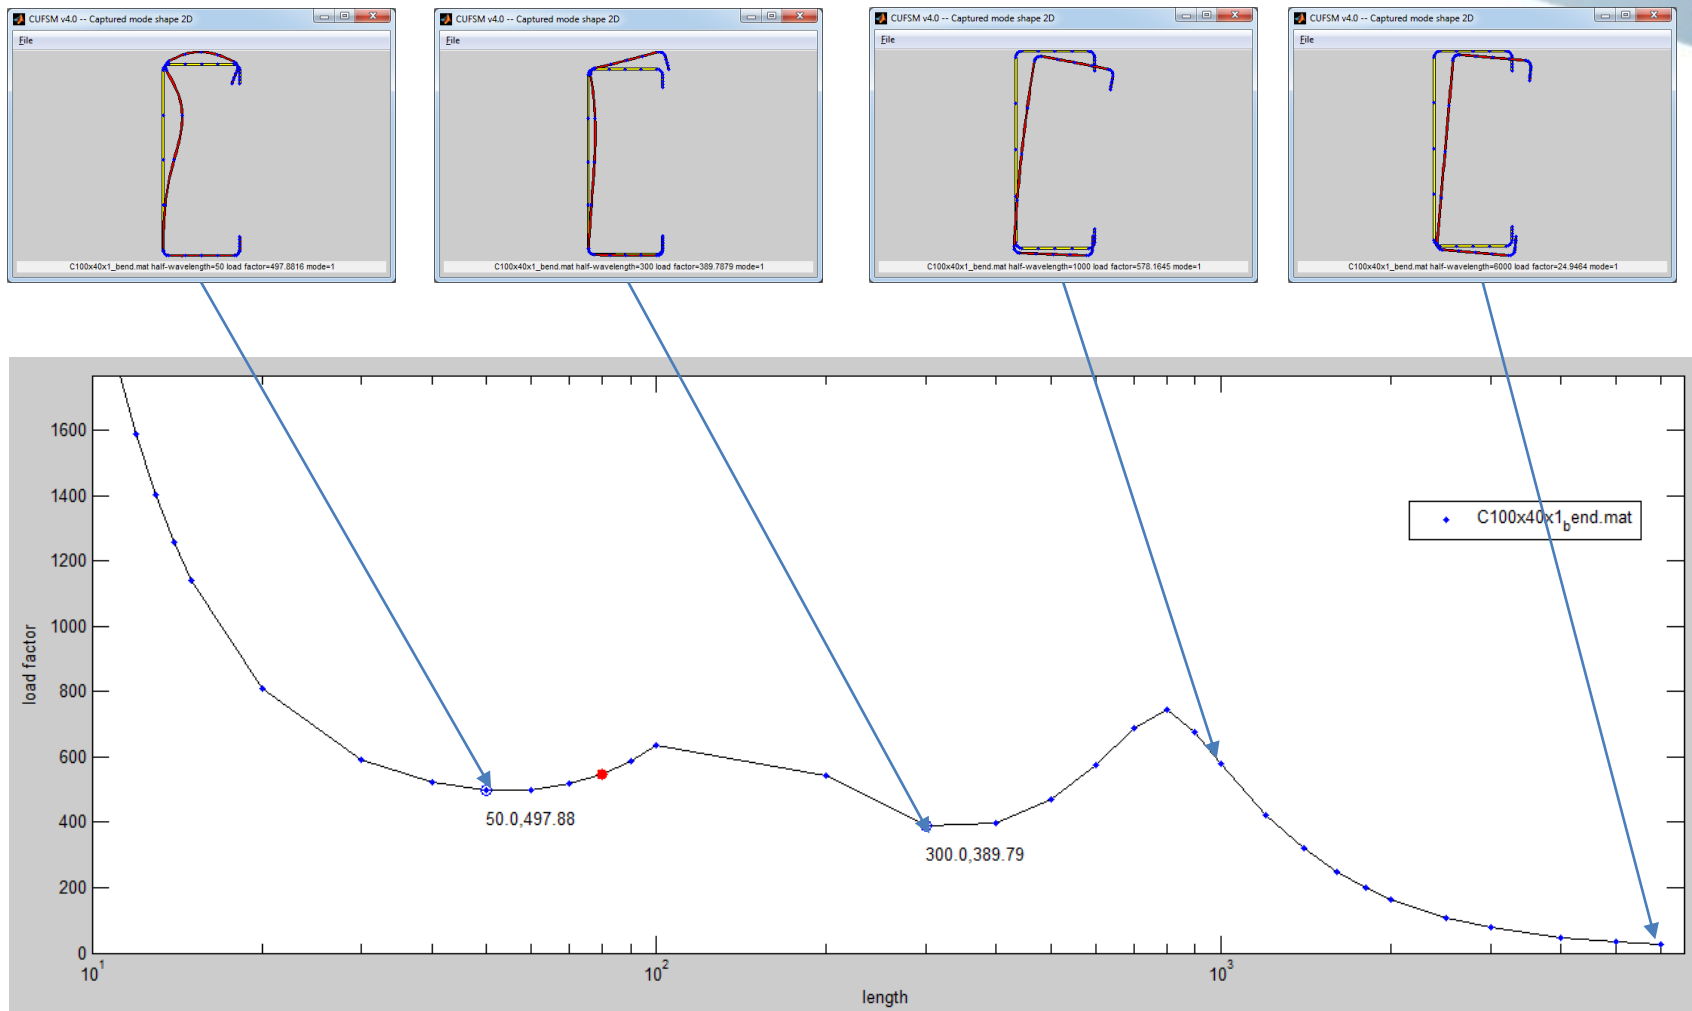 CUFSM v4.0 -- Captured mode shape 2D
File
C100x40x1_bend.mat half-wavelength=50 load factor=497.8816 mode=1
CUFSM v4.0 -- Captured mode shape 2D
File
C100x40x1_bend.mat half-wavelength=300 load factor=389.7879 mode=1
CUFSM v4.0 -- Captured mode shape 2D
File
C100x40x1_bend.mat half-wavelength=1000 load factor=578.1645 mode=1
CUFSM v4.0 -- Captured mode shape 2D
File
C100x40x1_bend.mat half-wavelength=6000 load factor=24.9464 mode=1
1600
1400
1200
1000
800
600
400
200
0
load factor
C100x40x1_bend.mat
50.0,497.88
300.0,389.79
10^1
10^2
10^3
length